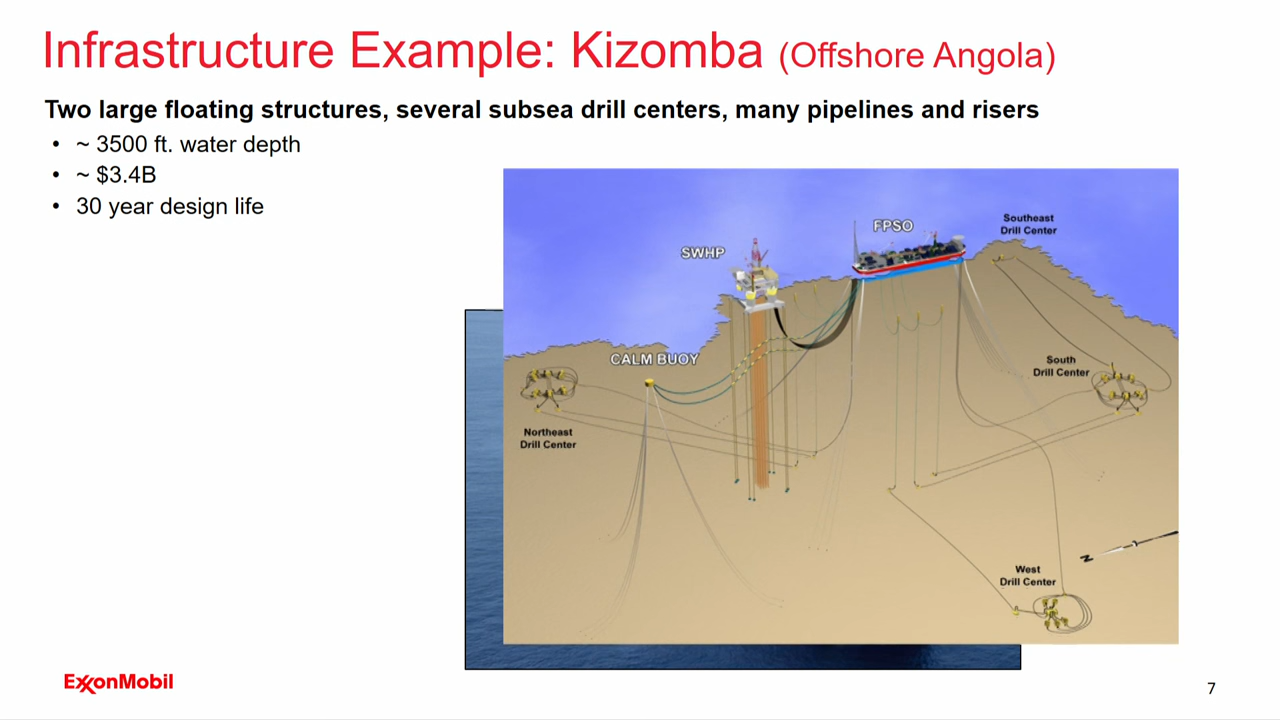 Infrastructure Example: Kizomba (Offshore Angola)
Two large floating structures, several subsea drill centers, many pipelines and risers
• ~ 3500 ft. water depth
• ~ $3.4B
• 30 year design life
Southeast
Drill Center
FPSO
SWHP
CALM BUOY
South
Drill Center
Northeast
Drill Center
N
West
Drill Center
ExxonMobil
7